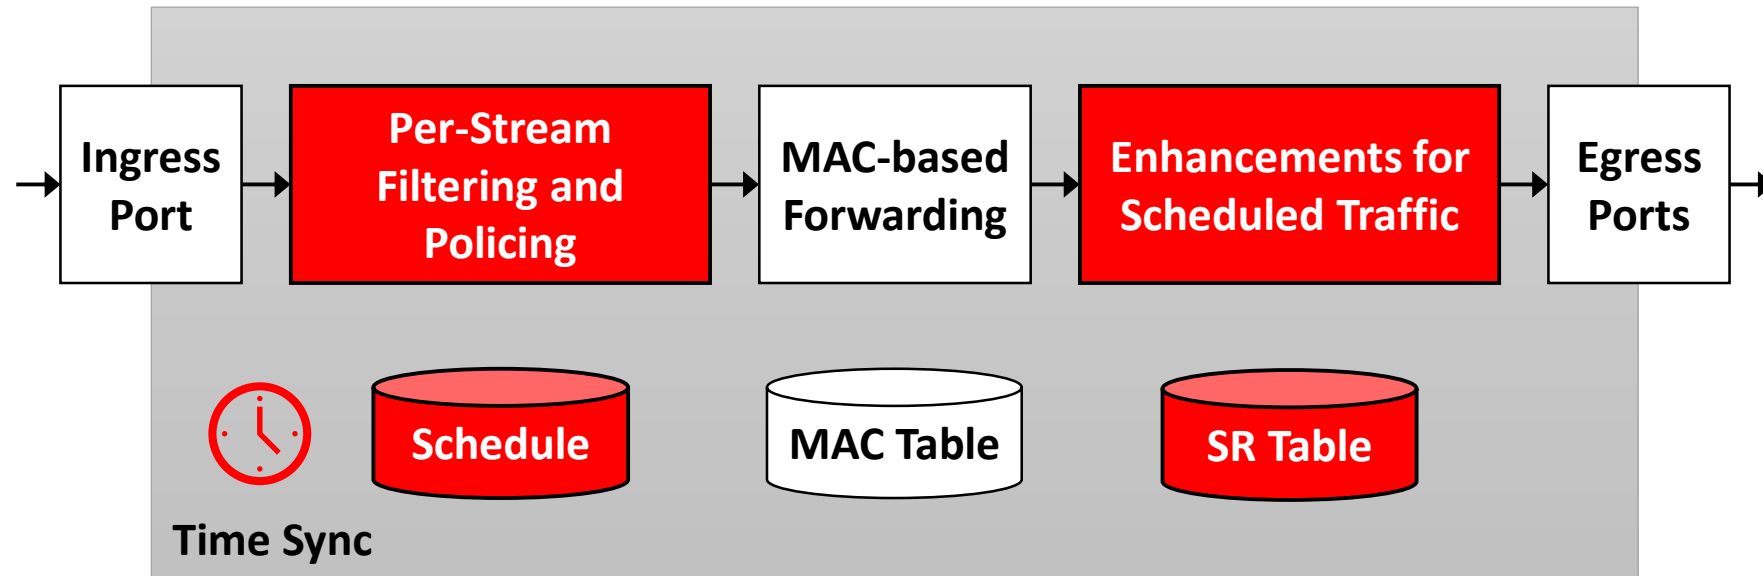 Ingress
Port
Per-Stream
Filtering and
Policing
MAC-based
Forwarding
Enhancements for
Scheduled Traffic
Egress
Ports
Schedule
MAC Table
SR Table
Time Sync